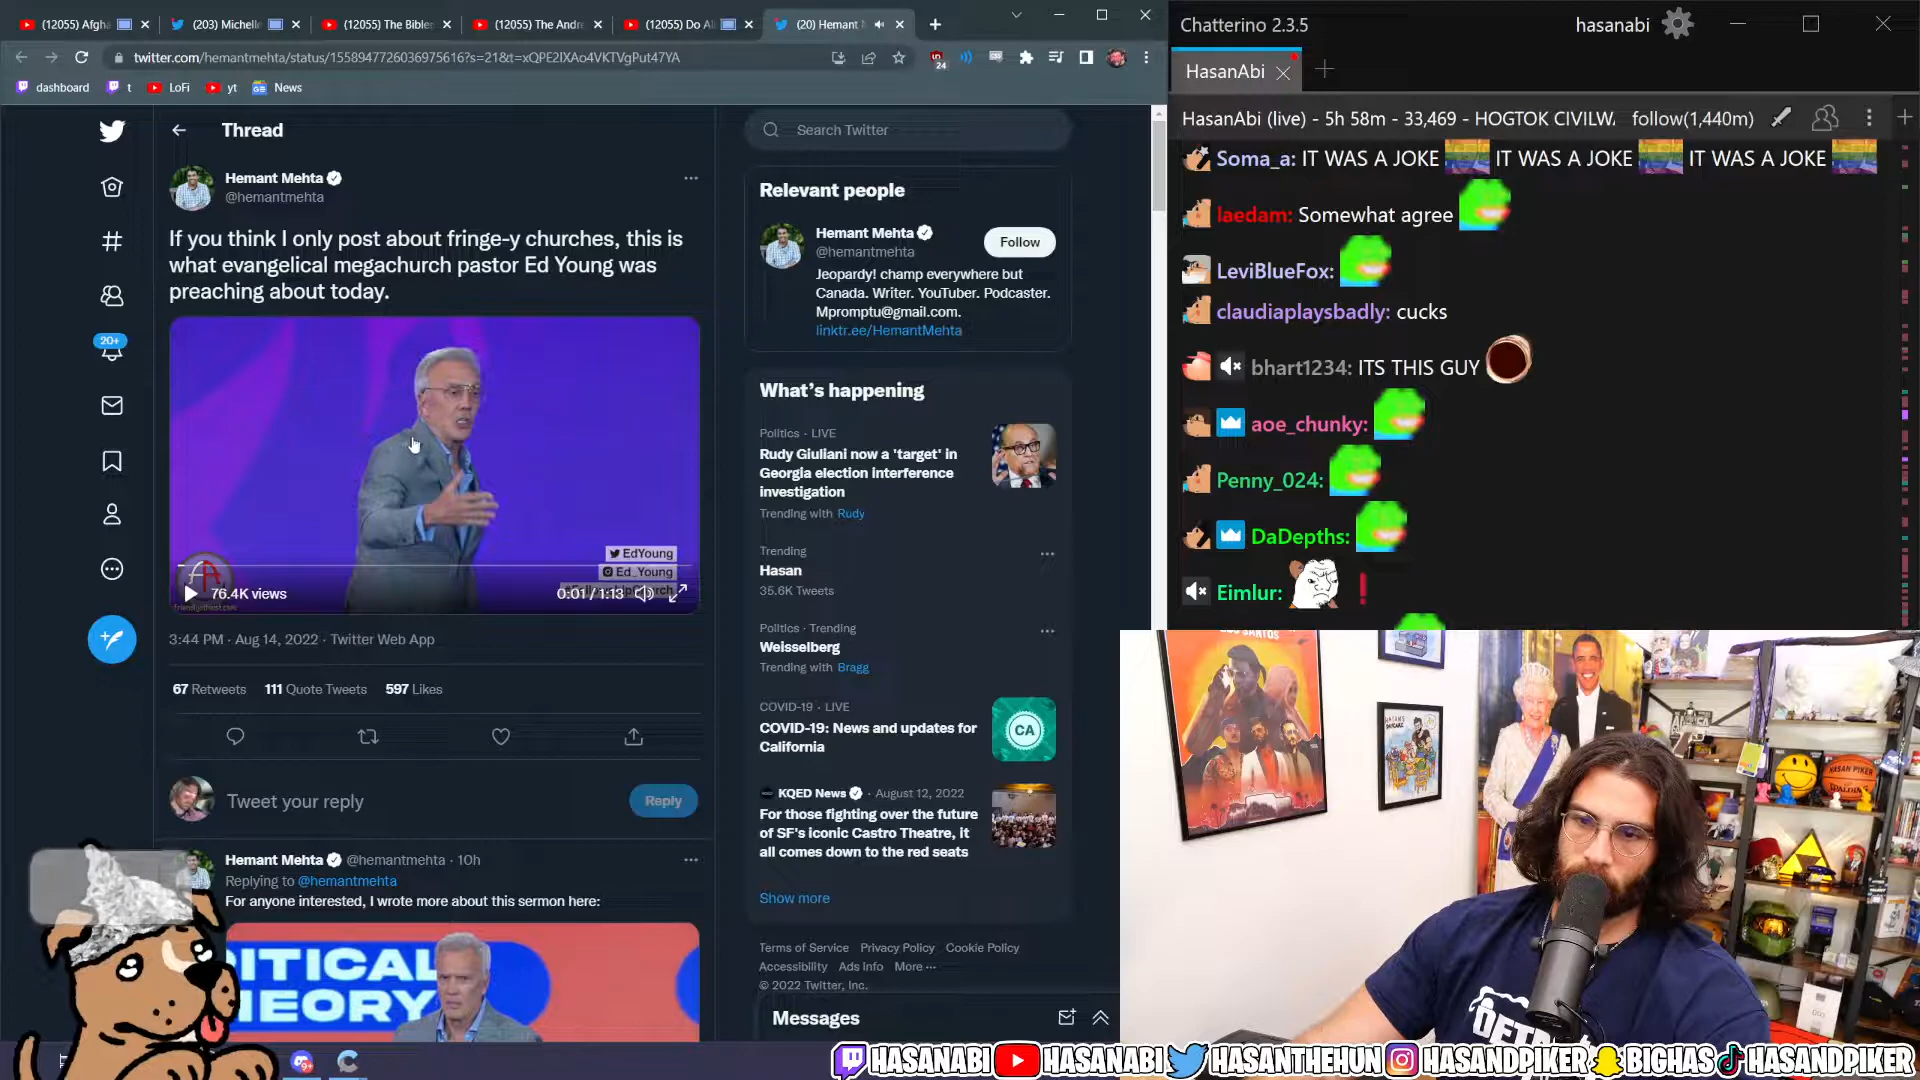 (12055) Afgha
(203) Michelle
(12055) The Bible
(12055) The Andre
(12055) Do Al
(20) Hemant
twitter.com/hemantmehta/status/1558947726036975616?s=21&t=xQPE2IXAo4VKTVgPut47YA
24
dashboard
t
LoFi
yt
News
Thread
Hemant Mehta
@hemantmehta
If you think I only post about fringe-y churches, this is
what evangelical megachurch pastor Ed Young was
preaching about today.
EdYoung
Ed_Young
76.4K views
0:01 / 1:13
3:44 PM · Aug 14, 2022 · Twitter Web App
67 Retweets 111 Quote Tweets 597 Likes
Tweet your reply
Reply
20+
Hemant Mehta @hemantmehta · 10h
Replying to @hemantmehta
For anyone interested, I wrote more about this sermon here:
ITICAL
HEORY
Search Twitter
Relevant people
Hemant Mehta
@hemantmehta
Follow
Jeopardy! champ everywhere but
Canada. Writer. YouTuber. Podcaster.
Mpromptu@gmail.com.
linktr.ee/HemantMehta
What's happening
Politics · LIVE
Rudy Giuliani now a 'target' in
Georgia election interference
investigation
Trending with Rudy
Trending
Hasan
35.6K Tweets
Politics · Trending
Weisselberg
Trending with Bragg
COVID-19 · LIVE
COVID-19: News and updates for
California
CA
KQED News · August 12, 2022
For those fighting over the future
of SF's iconic Castro Theatre, it
all comes down to the red seats
Show more
Terms of Service Privacy Policy Cookie Policy
Accessibility Ads info More ···
© 2022 Twitter, Inc.
Messages
Chatterino 2.3.5
hasanabi
HasanAbi
HasanAbi (live) - 5h 58m - 33,469 - HOGTOK CIVILW
follow(1,440m)
Soma_a: IT WAS A JOKE IT WAS A JOKE IT WAS A JOKE
laedam: Somewhat agree
LeviBlueFox:
claudiaplaysbadly: cucks
bhart1234: ITS THIS GUY
aoe_chunky:
Penny_024:
DaDepths:
Eimlur:
LOS SANTOS
HASAN PIKER
DETR
HASANABI HASANABI HASANTHEHUN HASANDPIKER BIGHAS HASANDPIKER